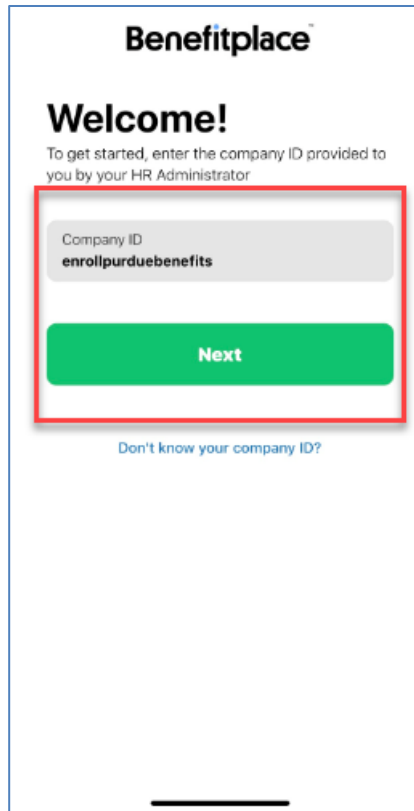 Benefitplace™
Welcome!
To get started, enter the company ID provided to
you by your HR Administrator
Company ID
enrollpurduebenefits
Next
Don't know your company ID?